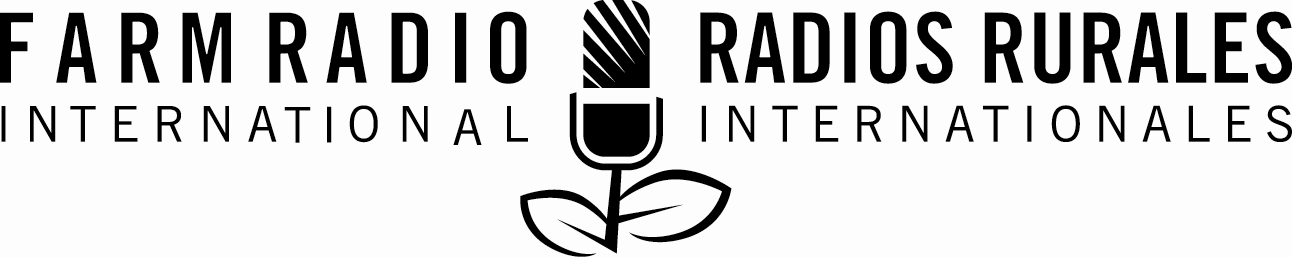 FARM RADIO
INTERNATIONAL
RADIOS RURALES
INTERNATIONALES